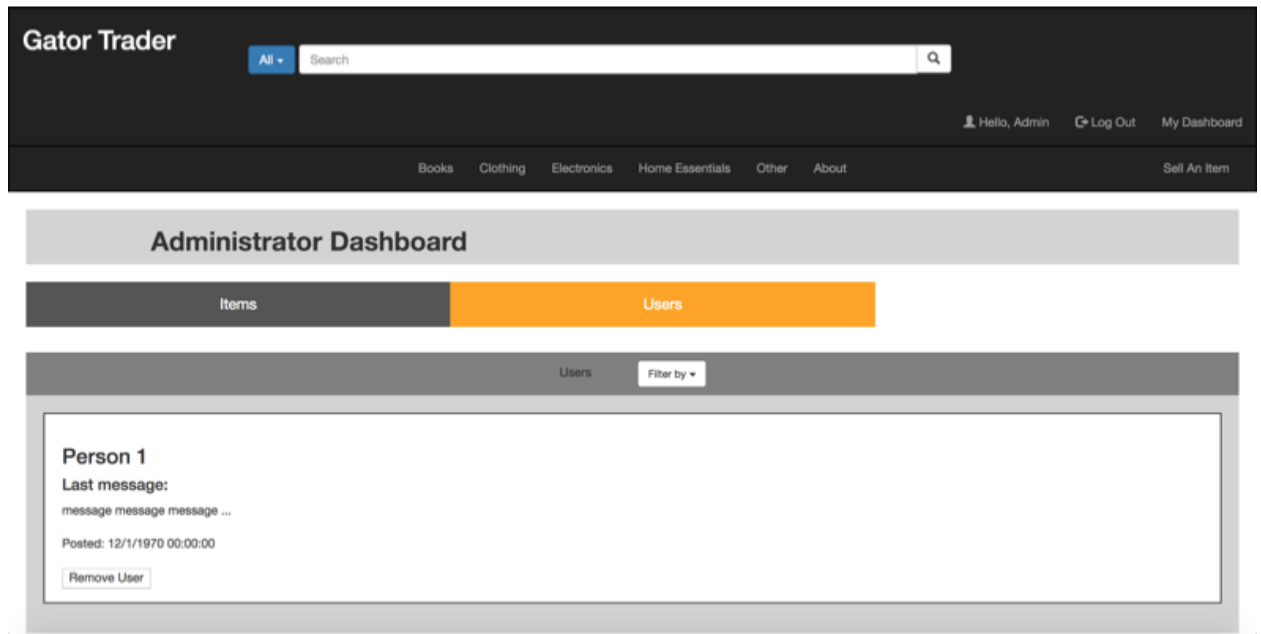 Gator Trader
All
Search
Hello, Admin Log Out My Dashboard
Books Clothing Electronics Home Essentials Other About Sell An Item
Administrator Dashboard
Items Users
Users Filter by
Person 1
Last message:
message message message ...
Posted: 12/1/1970 00:00:00
Remove User